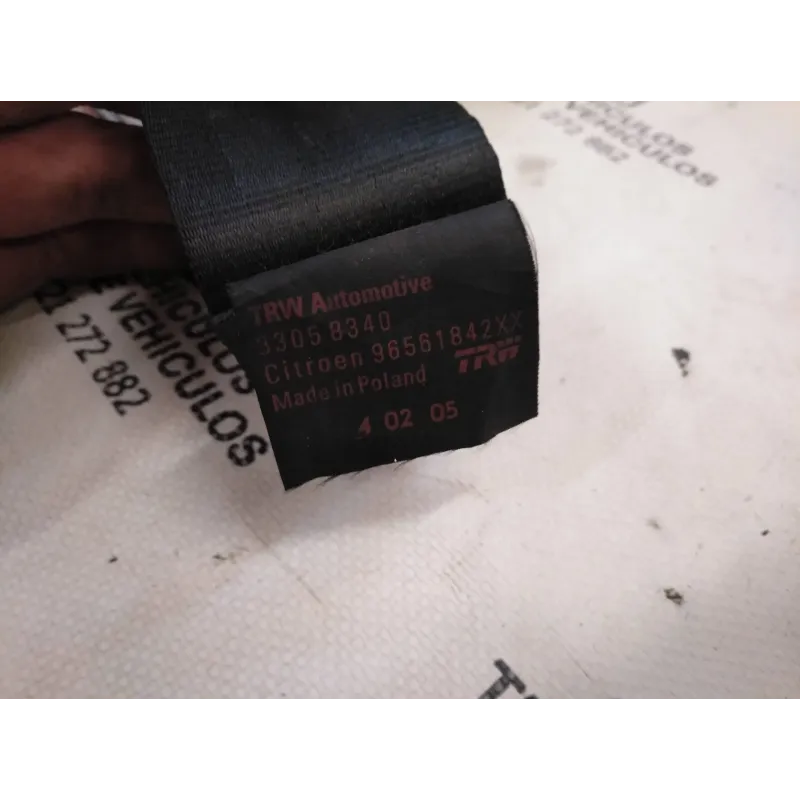 TRW Automotive
3305 8340
Citroen 96561842XX
Made in Poland
TRW
4 02 05
VEHICULOS
272 882
VEHICULOS
VEHICULOS
21 272 882